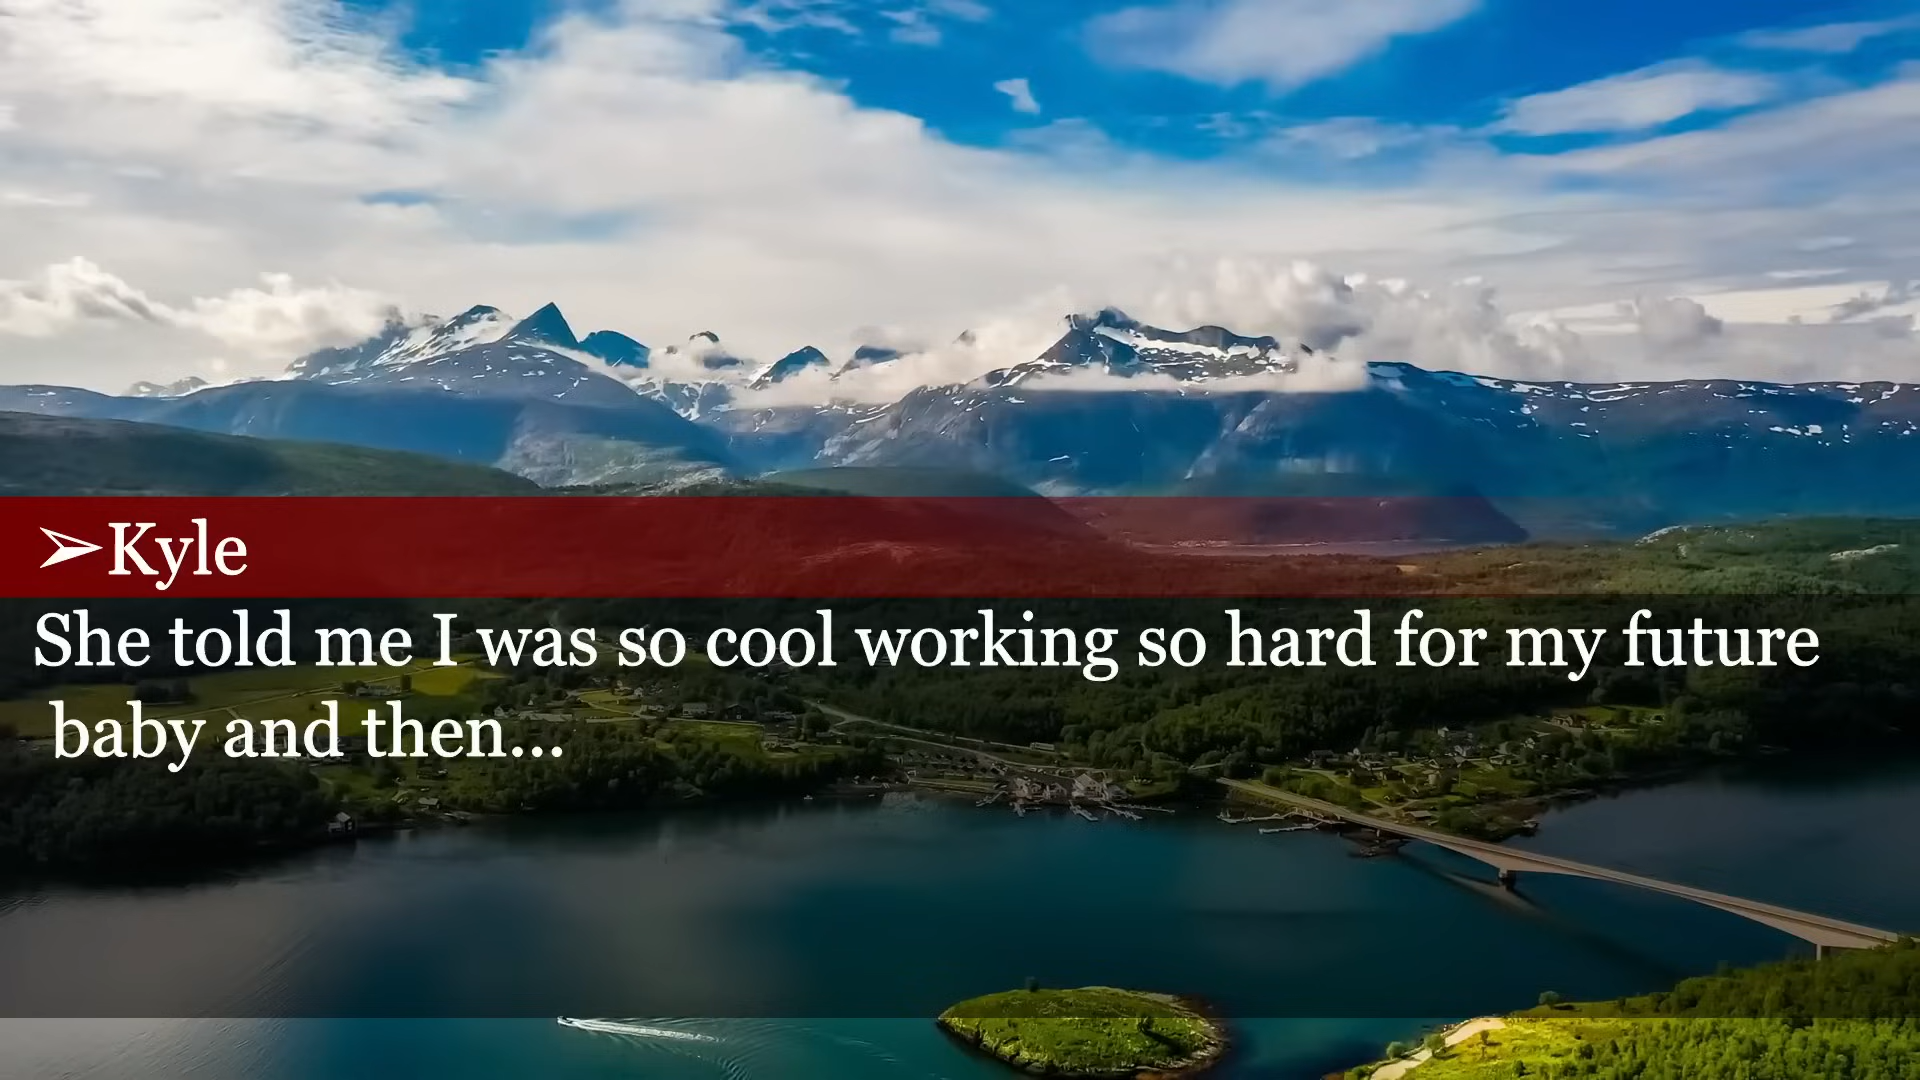 ➢Kyle
She told me I was so cool working so hard for my future
baby and then...